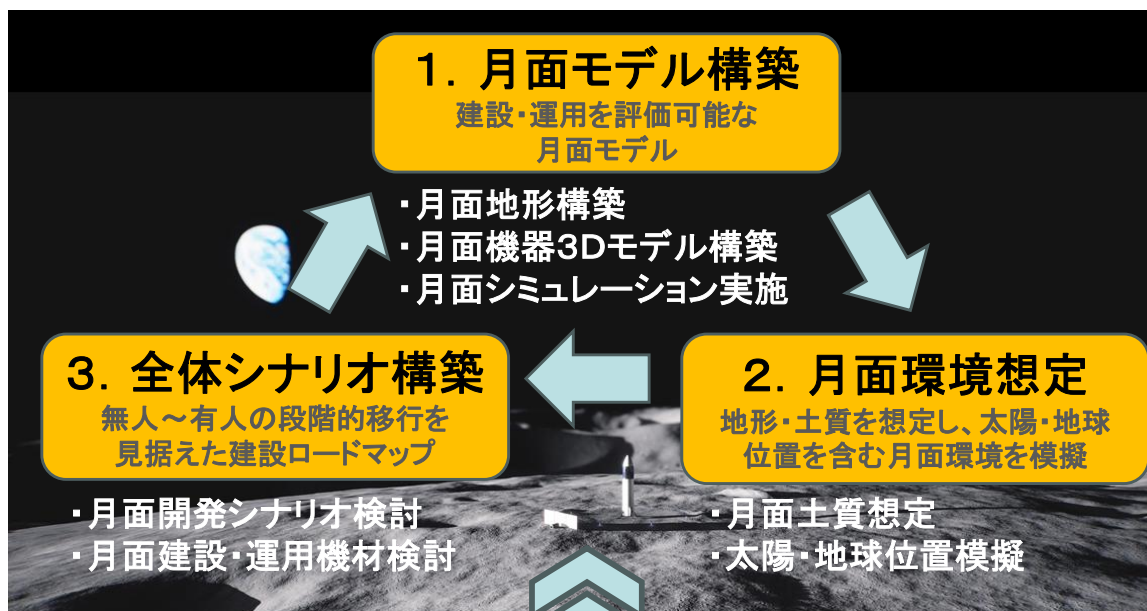 1．月面モデル構築
建設・運用を評価可能な
月面モデル
・月面地形構築
・月面機器3Dモデル構築
・月面シミュレーション実施
3．全体シナリオ構築
無人～有人の段階的移行を
見据えた建設ロードマップ
・月面開発シナリオ検討
・月面建設・運用機材検討
2．月面環境想定
地形・土質を想定し、太陽・地球
位置を含む月面環境を模擬
・月面土質想定
・太陽・地球位置模擬